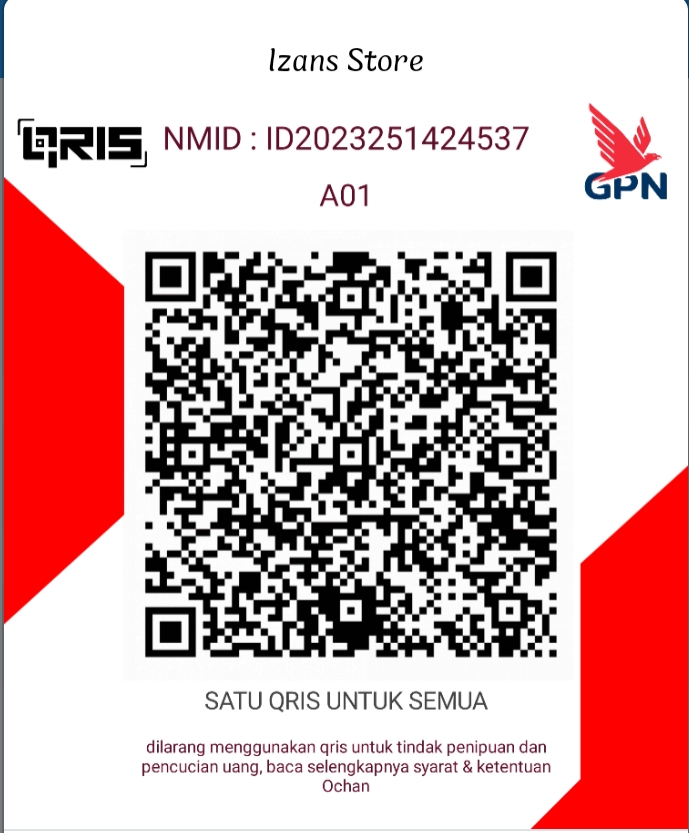 Izans Store
QRIS NMID : ID2023251424537
GPN
A01
SATU QRIS UNTUK SEMUA
dilarang menggunakan qris untuk tindak penipuan dan
pencucian uang, baca selengkapnya syarat & ketentuan
Ochan